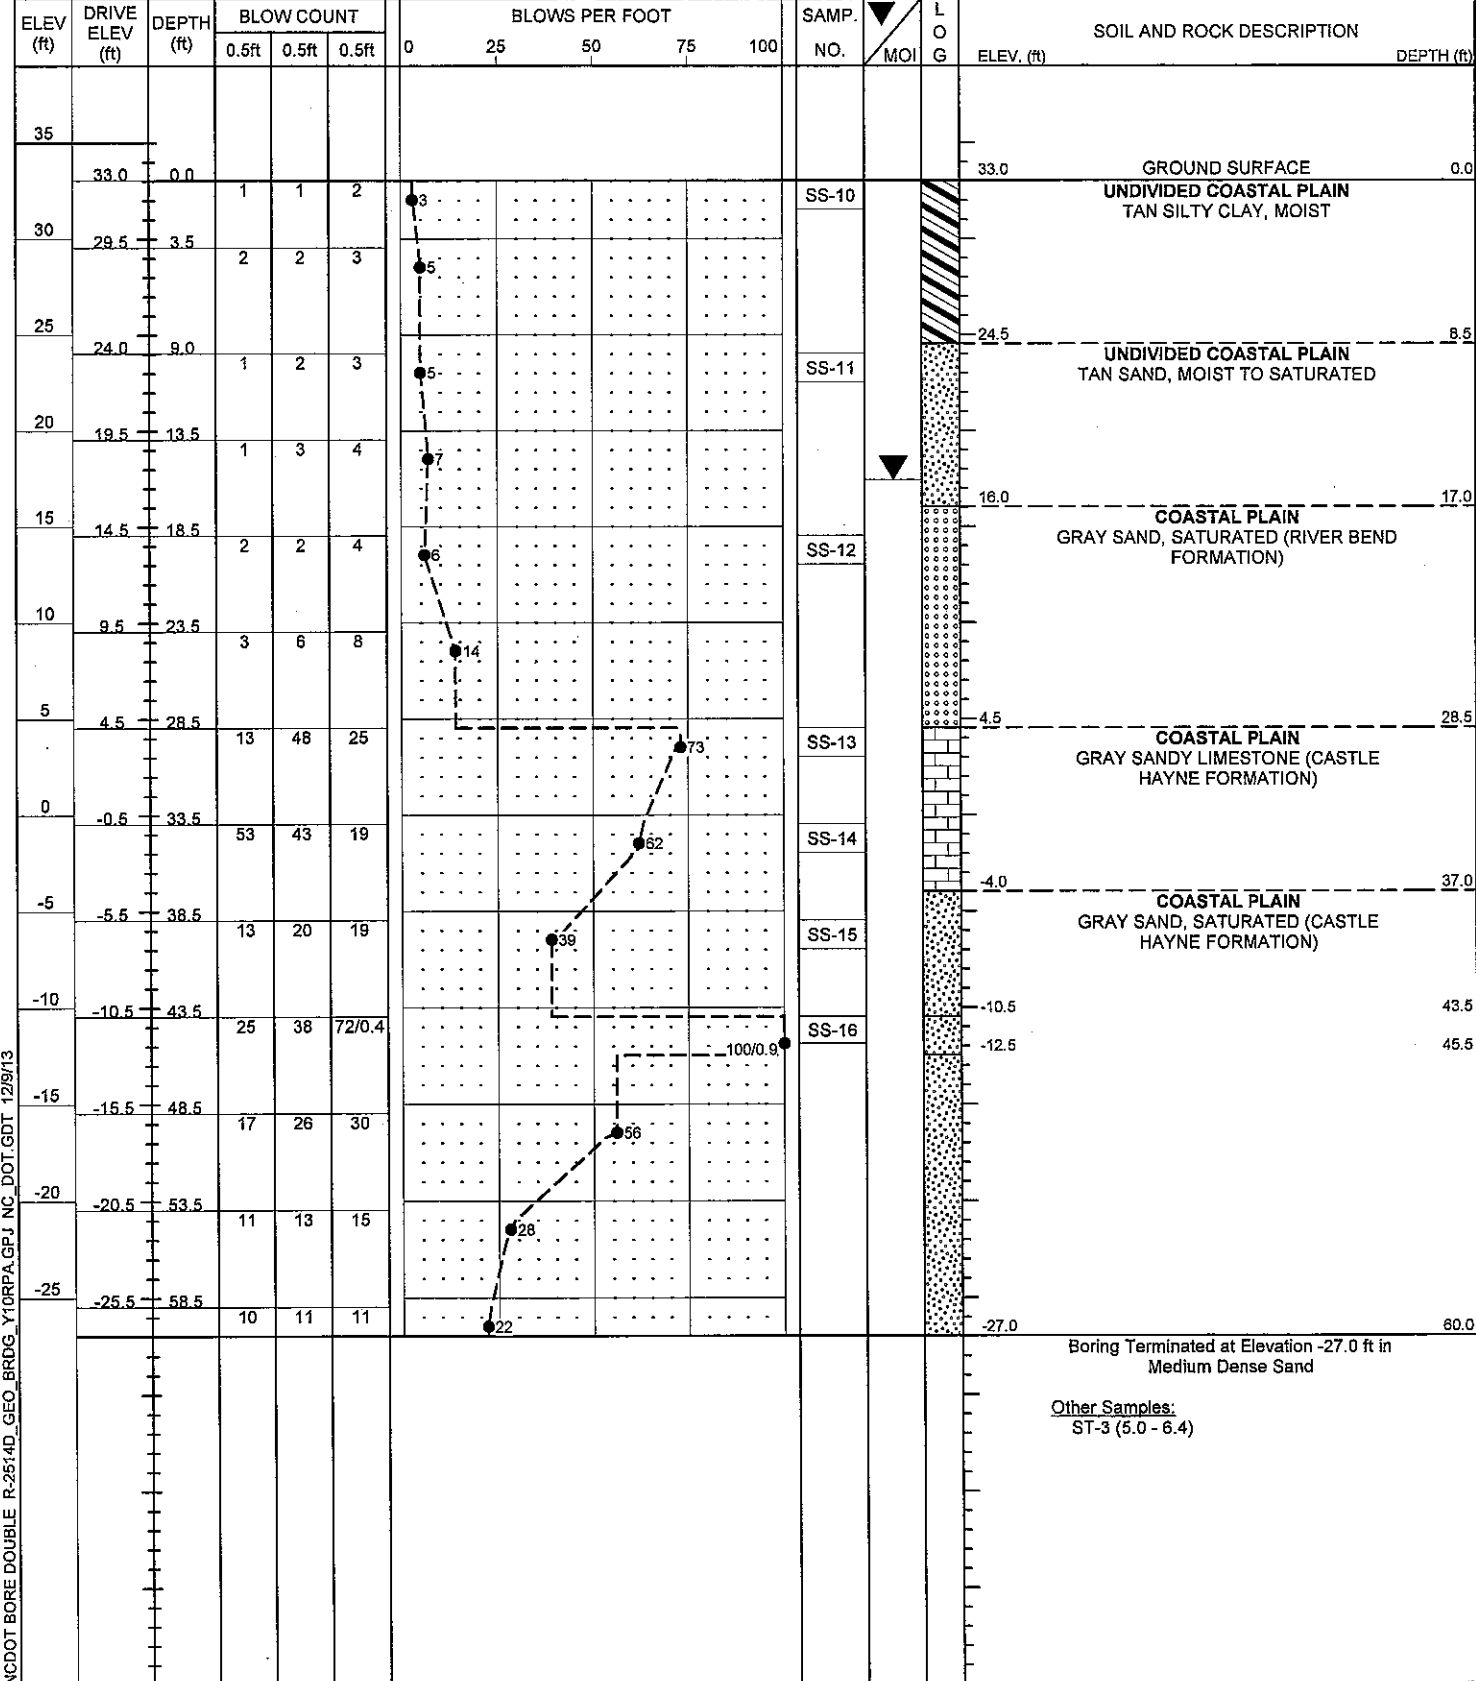 ELEV (ft) DRIVE ELEV (ft) DEPTH (ft) BLOW COUNT BLOWS PER FOOT SAMP. NO. MOI LOG SOIL AND ROCK DESCRIPTION
0.5ft 0.5ft 0.5ft 0 25 50 75 100 ELEV. (ft) DEPTH (ft)
35
33.0 0.0 33.0 GROUND SURFACE 0.0
1 1 2 3 SS-10 UNDIVIDED COASTAL PLAIN
TAN SILTY CLAY, MOIST
30
29.5 3.5
2 2 3 5
25
24.5 8.5
24.0 9.0 UNDIVIDED COASTAL PLAIN
1 2 3 5 SS-11 TAN SAND, MOIST TO SATURATED
20
19.5 13.5
1 3 4 7
16.0 17.0
15 COASTAL PLAIN
14.5 18.5 GRAY SAND, SATURATED (RIVER BEND
2 2 4 6 SS-12 FORMATION)
10
9.5 23.5
3 6 8 14
5
4.5 28.5 4.5 28.5
13 48 25 73 SS-13 COASTAL PLAIN
GRAY SANDY LIMESTONE (CASTLE
HAYNE FORMATION)
0
-0.5 33.5
53 43 19 62 SS-14
-4.0 37.0
-5 COASTAL PLAIN
-5.5 38.5 GRAY SAND, SATURATED (CASTLE
13 20 19 39 SS-15 HAYNE FORMATION)
-10
-10.5 43.5 -10.5 43.5
25 38 72/0.4 SS-16
100/0.9 -12.5 45.5
-15
-15.5 48.5
17 26 30 56
-20
-20.5 53.5
11 13 15 28
-25
-25.5 58.5
10 11 11 22 -27.0 60.0
Boring Terminated at Elevation -27.0 ft in
Medium Dense Sand
Other Samples:
ST-3 (5.0 - 6.4)
NCDOT BORE DOUBLE R-2514D_GEO_BRDG_Y10RPA.GPJ NC_DOT.GDT 12/9/13